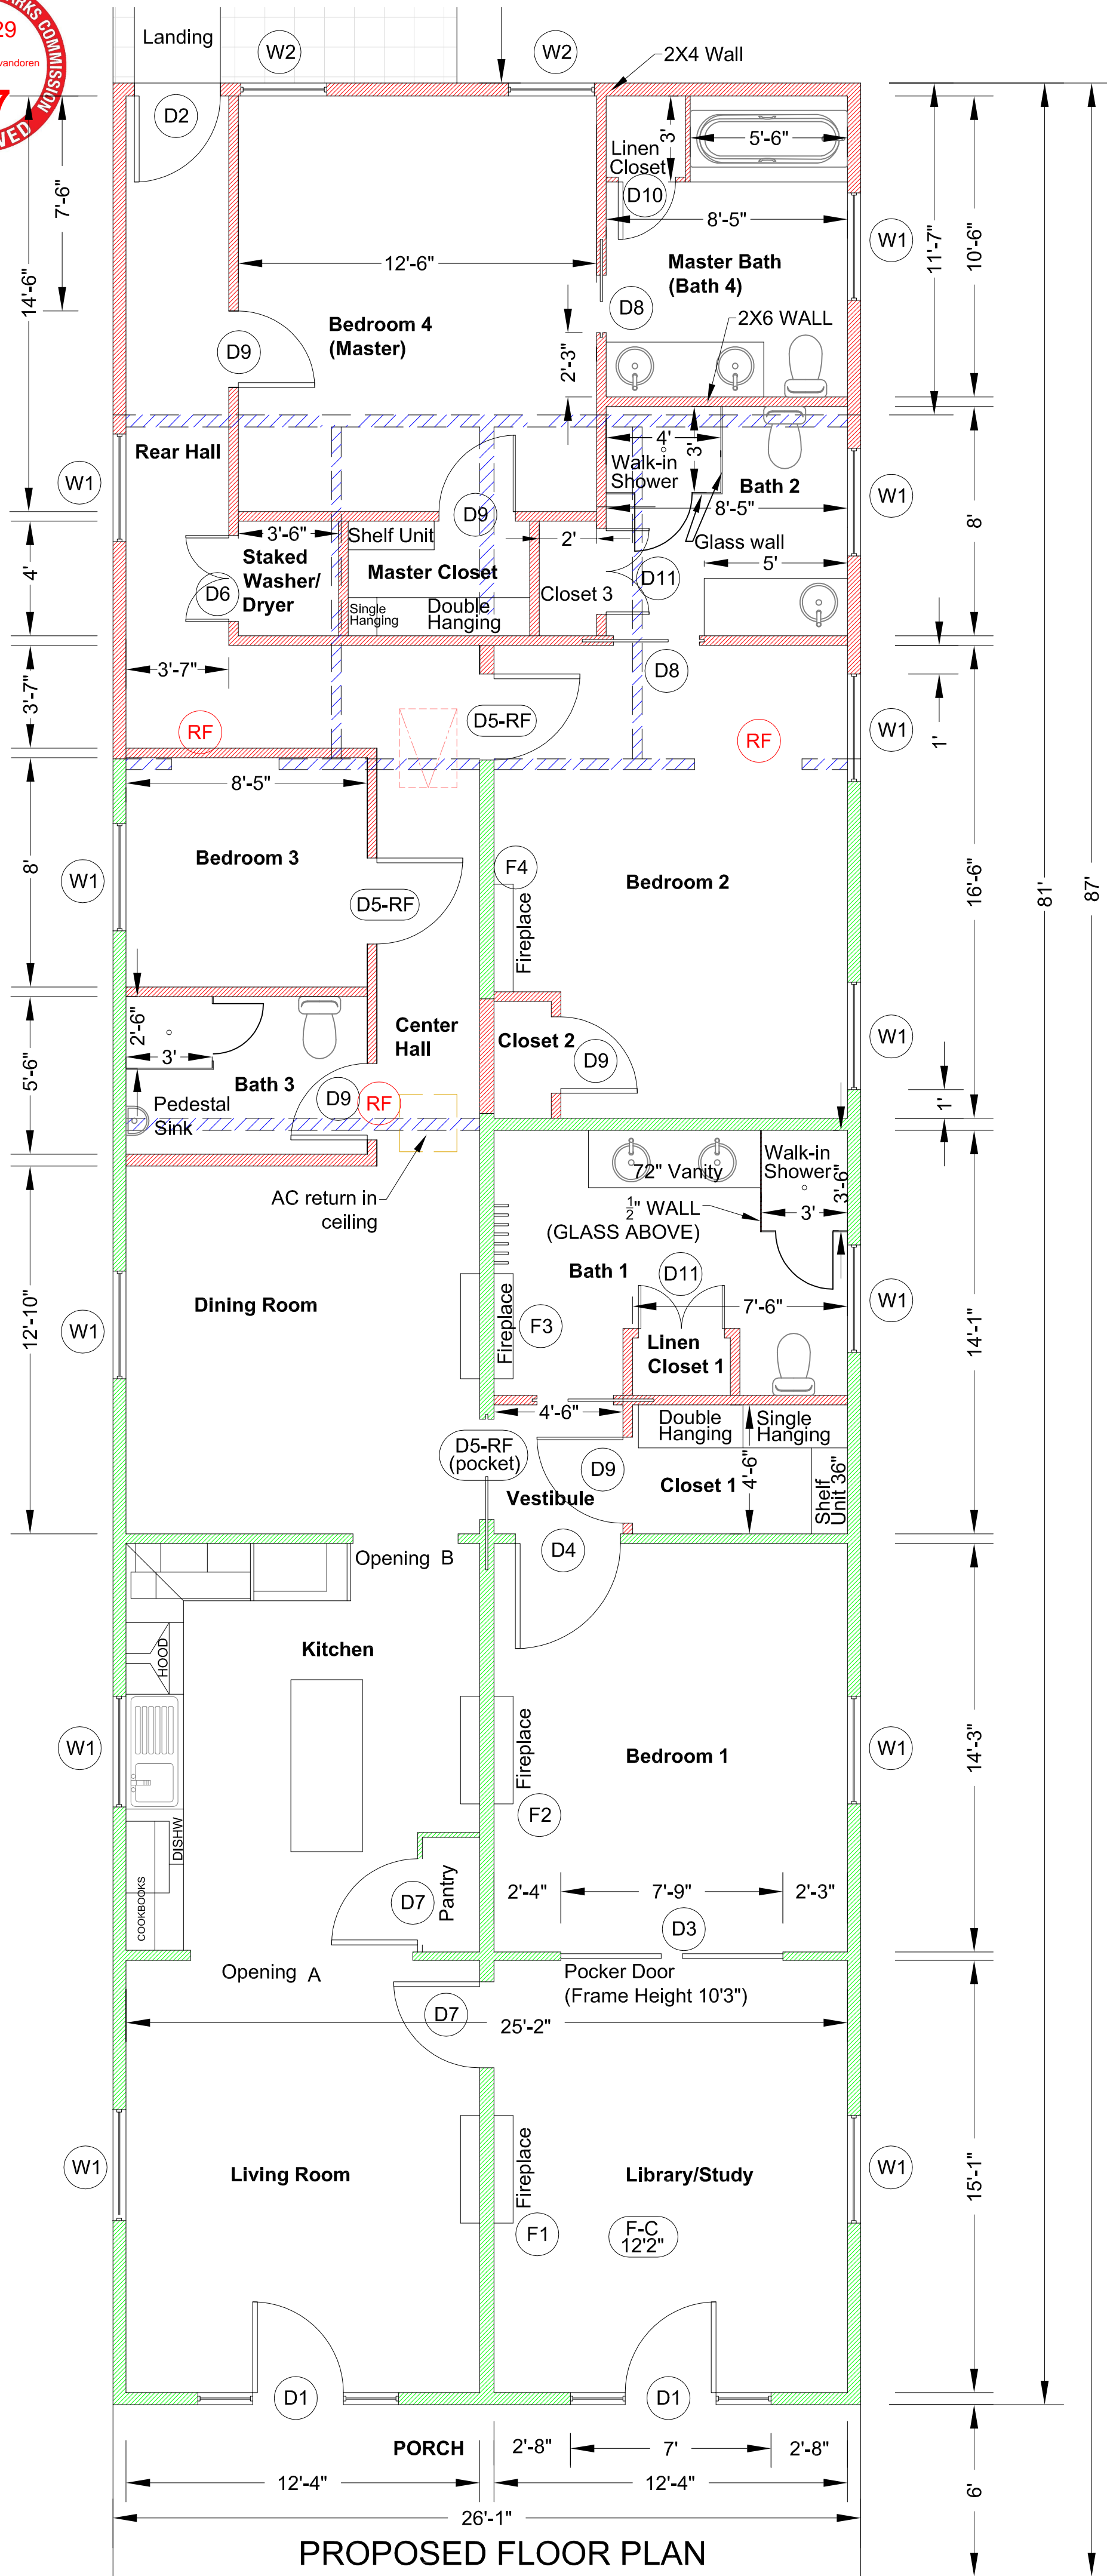 ARKS COMMISSION
29
vandoren
7
VED
Landing
W2
W2
2X4 Wall
D2
Linen
Closet
3'
5'-6"
D10
7'-6"
14'-6"
8'-5"
W1
11'-7"
10'-6"
12'-6"
Master Bath
(Bath 4)
D8
2X6 WALL
Bedroom 4
(Master)
D9
2'-3"
Rear Hall
W1
4'
3'
Walk-in
Shower
Bath 2
W1
8'
8'-5"
D9
3'-6"
Shelf Unit
2'
Glass wall
5'
4'
Staked
Washer/
Dryer
Master Closet
D11
D6
Closet 3
Single
Hanging
Double
Hanging
3'-7"
3'-7"
D8
RF
D5-RF
RF
W1
1'
8'-5"
8'
Bedroom 3
W1
D5-RF
F4
Bedroom 2
Fireplace
16'-6"
81'
87'
2'-6"
3'
5'-6"
Center
Hall
Closet 2
W1
D9
Bath 3
D9
RF
1'
Pedestal
Sink
AC return in
ceiling
72" Vanity
Walk-in
Shower
3'-6"
3'
1/2" WALL
(GLASS ABOVE)
Bath 1
D11
12'-10"
Dining Room
W1
Fireplace
F3
7'-6"
W1
14'-1"
Linen
Closet 1
4'-6"
Double
Hanging
Single
Hanging
D5-RF
(pocket)
D9
4'-6"
Closet 1
Shelf
Unit 36"
Vestibule
D4
Opening B
Kitchen
HOOD
W1
Fireplace
Bedroom 1
W1
14'-3"
F2
DISHW
COOKBOOKS
D7
Pantry
2'-4"
7'-9"
2'-3"
D3
Opening A
Pocker Door
(Frame Height 10'3")
D7
25'-2"
W1
Living Room
Fireplace
Library/Study
W1
15'-1"
F1
F-C
12'2"
D1
D1
PORCH
2'-8"
7'
2'-8"
12'-4"
12'-4"
6'
26'-1"
PROPOSED FLOOR PLAN